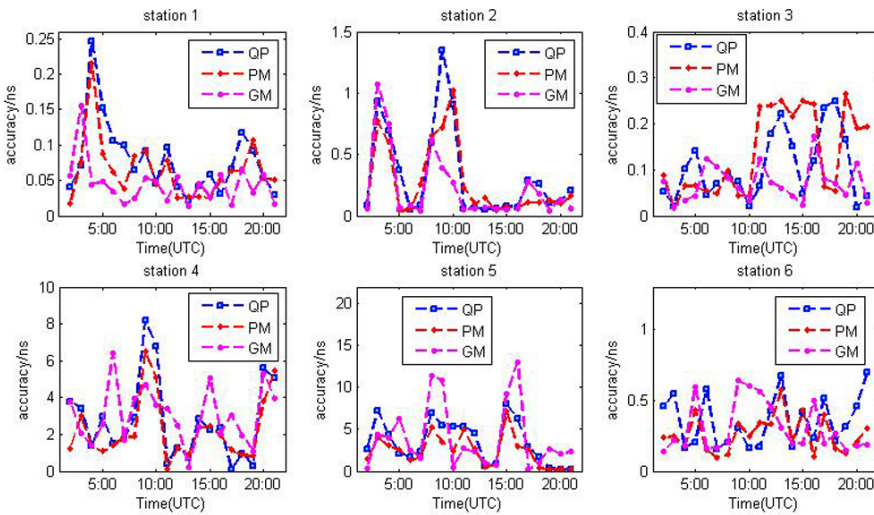 station 1
0.25
0.2
0.15
0.1
0.05
0
accuracy/ns
QP
PM
GM
5:00 10:00 15:00 20:00
Time(UTC)
station 2
1.5
1
0.5
0
accuracy/ns
QP
PM
GM
5:00 10:00 15:00 20:00
Time(UTC)
station 3
0.4
0.3
0.2
0.1
0
accuracy/ns
QP
PM
GM
5:00 10:00 15:00 20:00
Time(UTC)
station 4
10
8
6
4
2
0
accuracy/ns
QP
PM
GM
5:00 10:00 15:00 20:00
Time(UTC)
station 5
20
15
10
5
0
accuracy/ns
QP
PM
GM
5:00 10:00 15:00 20:00
Time(UTC)
station 6
1
0.5
0
accuracy/ns
QP
PM
GM
5:00 10:00 15:00 20:00
Time(UTC)